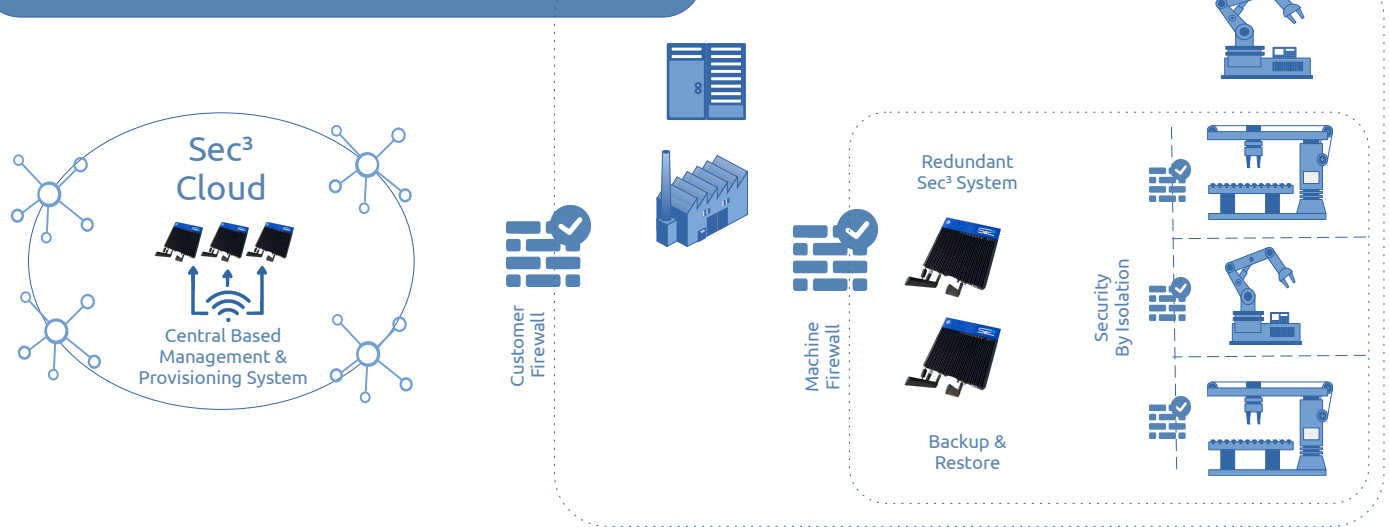 Sec³
Cloud
Central Based
Management &
Provisioning System
Customer
Firewall
Machine
Firewall
Redundant
Sec³ System
Backup &
Restore
Security
By Isolation